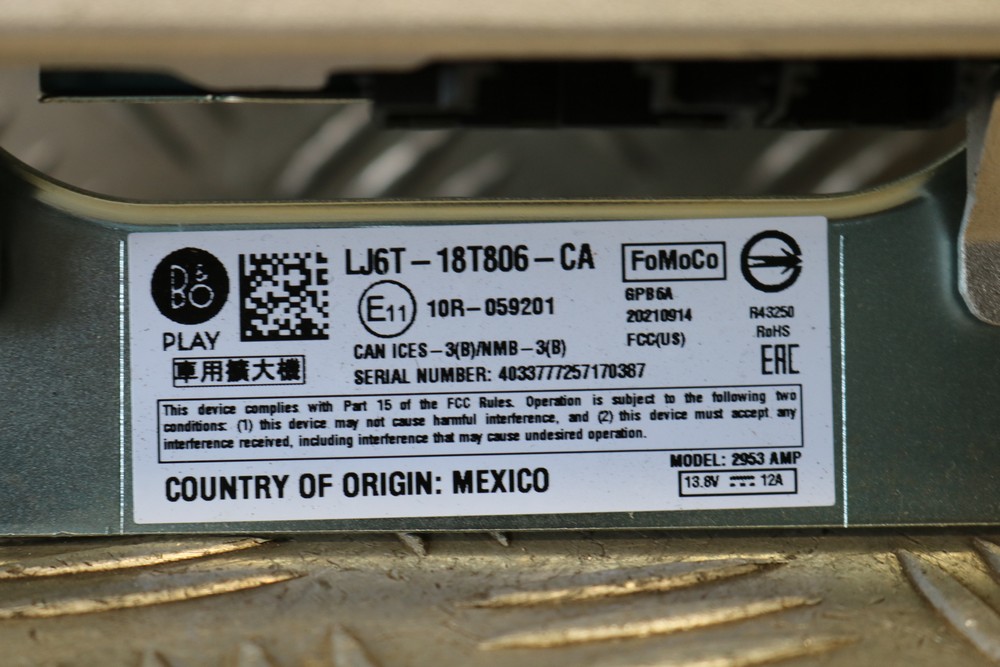 B&O
PLAY
車用擴大機
LJ6T-18T806-CA
E11 10R-059201
CAN ICES-3(B)/NMB-3(B)
SERIAL NUMBER: 4033777257170387
FoMoCo
GPB6A
20210914
FCC(US)
R43250
RoHS
EAC
This device complies with Part 15 of the FCC Rules. Operation is subject to the following two
conditions: (1) this device may not cause harmful interference, and (2) this device must accept any
interference received, including interference that may cause undesired operation.
COUNTRY OF ORIGIN: MEXICO
MODEL: 2953 AMP
13.8V ⎓ 12A